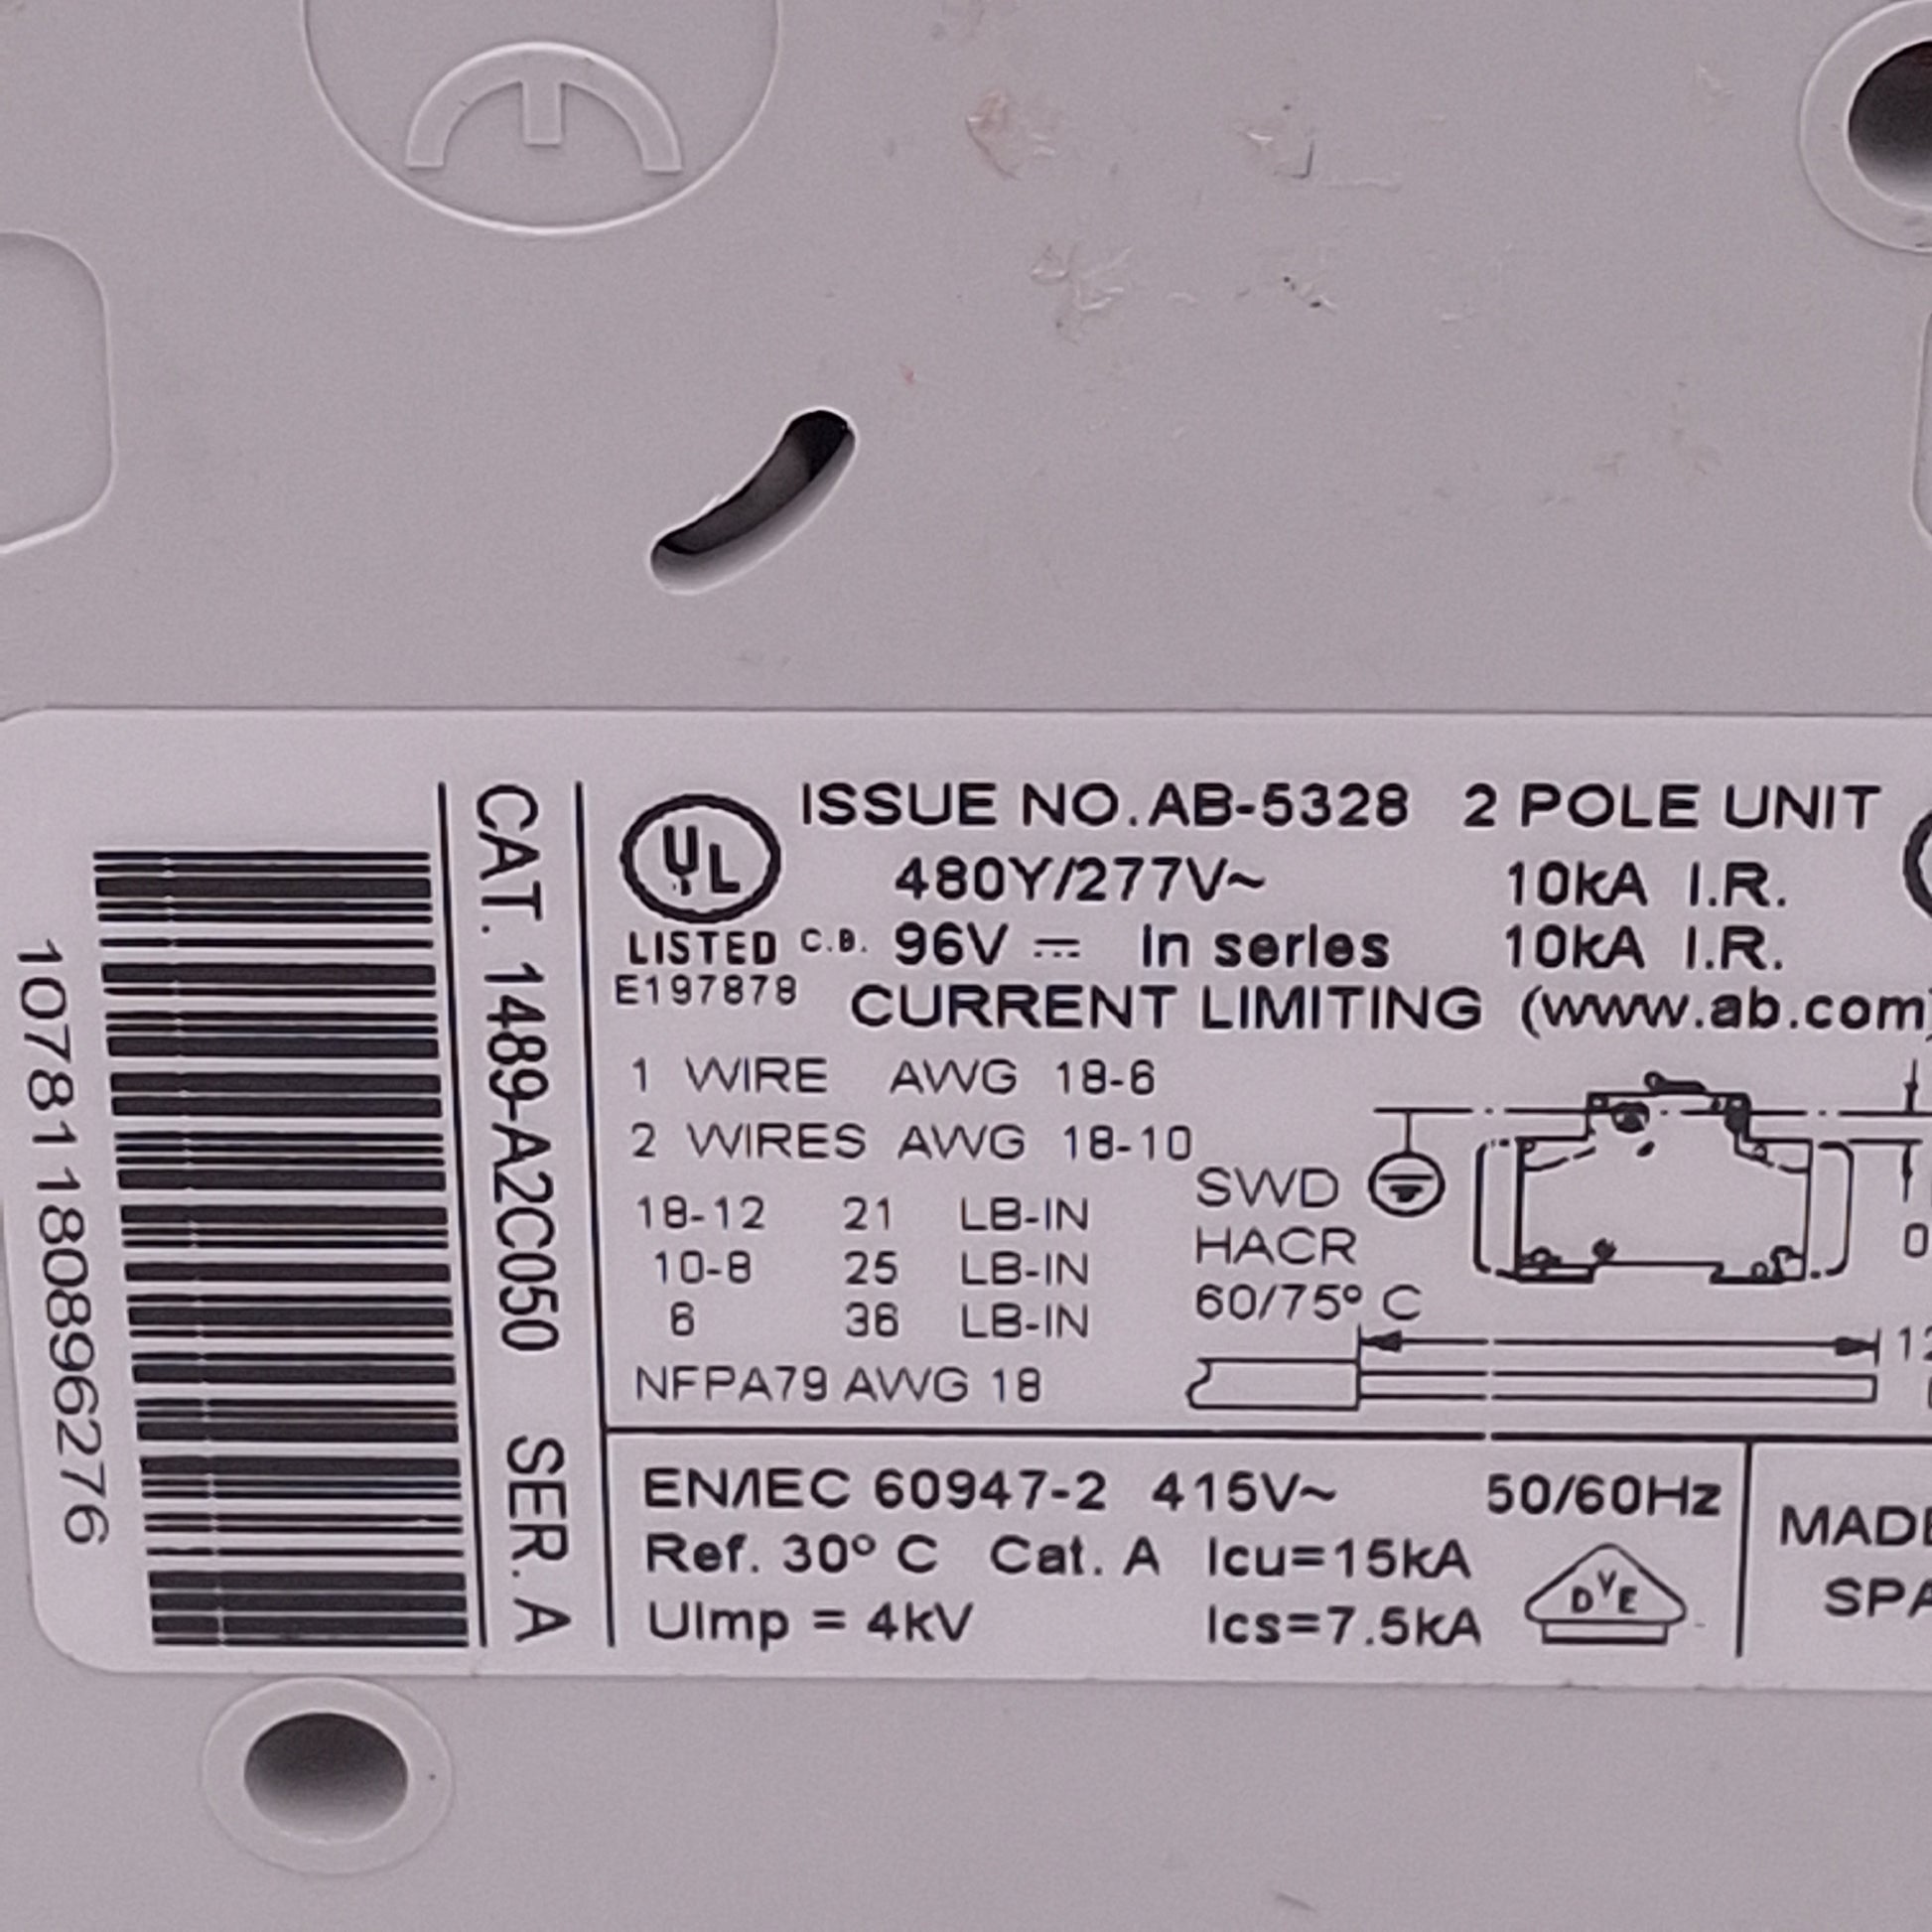 10781180896276
CAT. 1489-A2C050 SER. A
UL
LISTED C.B.
E197878
ISSUE NO. AB-5328 2 POLE UNIT
480Y/277V~ 10kA I.R.
96V ⎓ in series 10kA I.R.
CURRENT LIMITING (www.ab.com)
1 WIRE AWG 18-6
2 WIRES AWG 18-10
18-12 21 LB-IN
10-8 25 LB-IN
6 36 LB-IN
NFPA79 AWG 18
SWD
HACR
60/75° C
0
12
EN/IEC 60947-2 415V~ 50/60Hz
Ref. 30° C Cat. A Icu=15kA
UImp = 4kV Ics=7.5kA
DVE
MADE
SPA